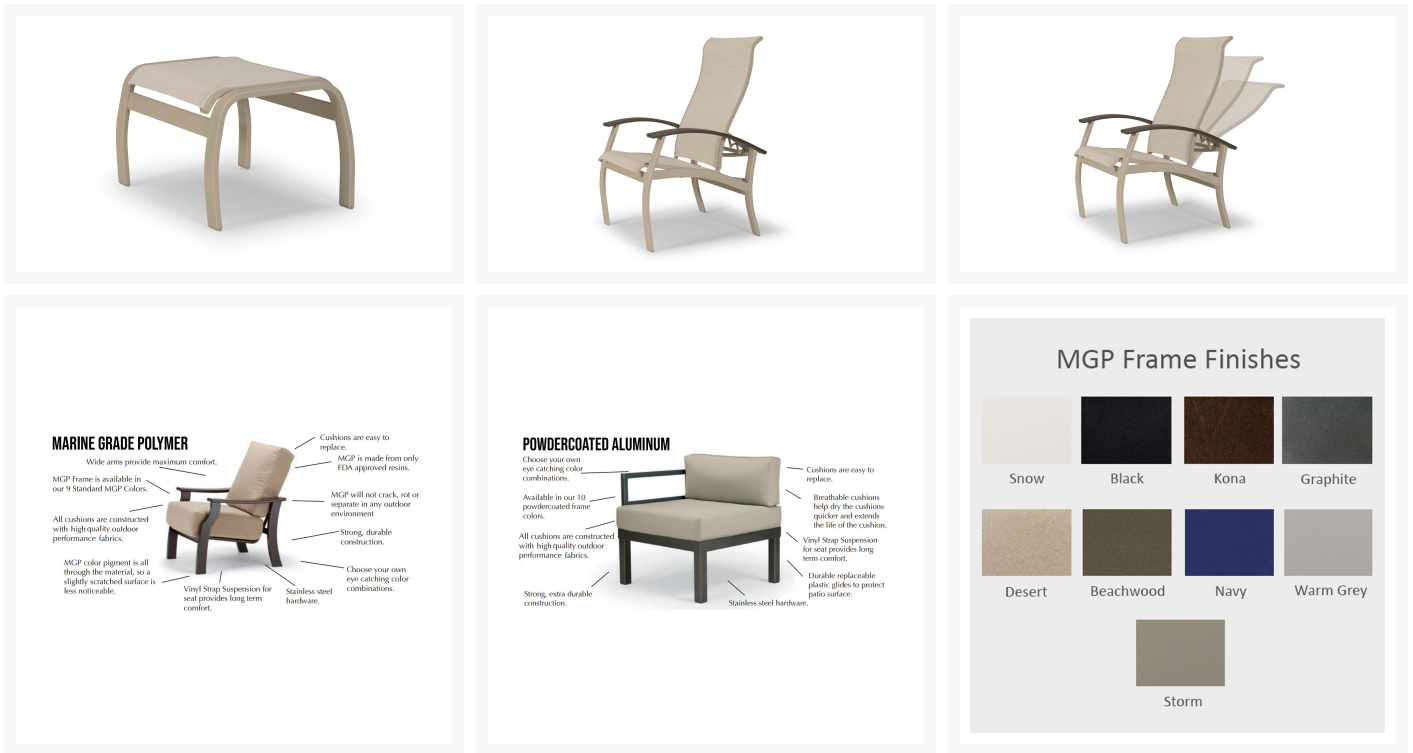 MARINE GRADE POLYMER
Cushions are easy to
replace.
Wide arms provide maximum comfort.
MGP is made from only
FDA approved resins.
MGP Frame is available in
our 9 Standard MGP Colors.
MGP will not crack, rot or
separate in any outdoor
environment
All cushions are constructed
with high quality outdoor
performance fabrics.
Strong, durable
construction.
MGP color pigment is all
through the material, so a
slightly scratched surface is
less noticeable.
Vinyl Strap Suspension for
seat provides long term
comfort.
Stainless steel
hardware.
Choose your own
eye catching color
combinations.
POWDERCOATED ALUMINUM
Choose your own
eye catching color
combinations.
Cushions are easy to
replace.
Available in our 10
powdercoated frame
colors.
Breathable cushions
help dry the cushions
quicker and extends
the life of the cushion.
All cushions are constructed
with high quality outdoor
performance fabrics.
Vinyl Strap Suspension
for seat provides long
term comfort.
Durable replaceable
plastic glides to protect
patio surface.
Strong, extra durable
construction.
Stainless steel hardware.
MGP Frame Finishes
Snow
Black
Kona
Graphite
Desert
Beachwood
Navy
Warm Grey
Storm